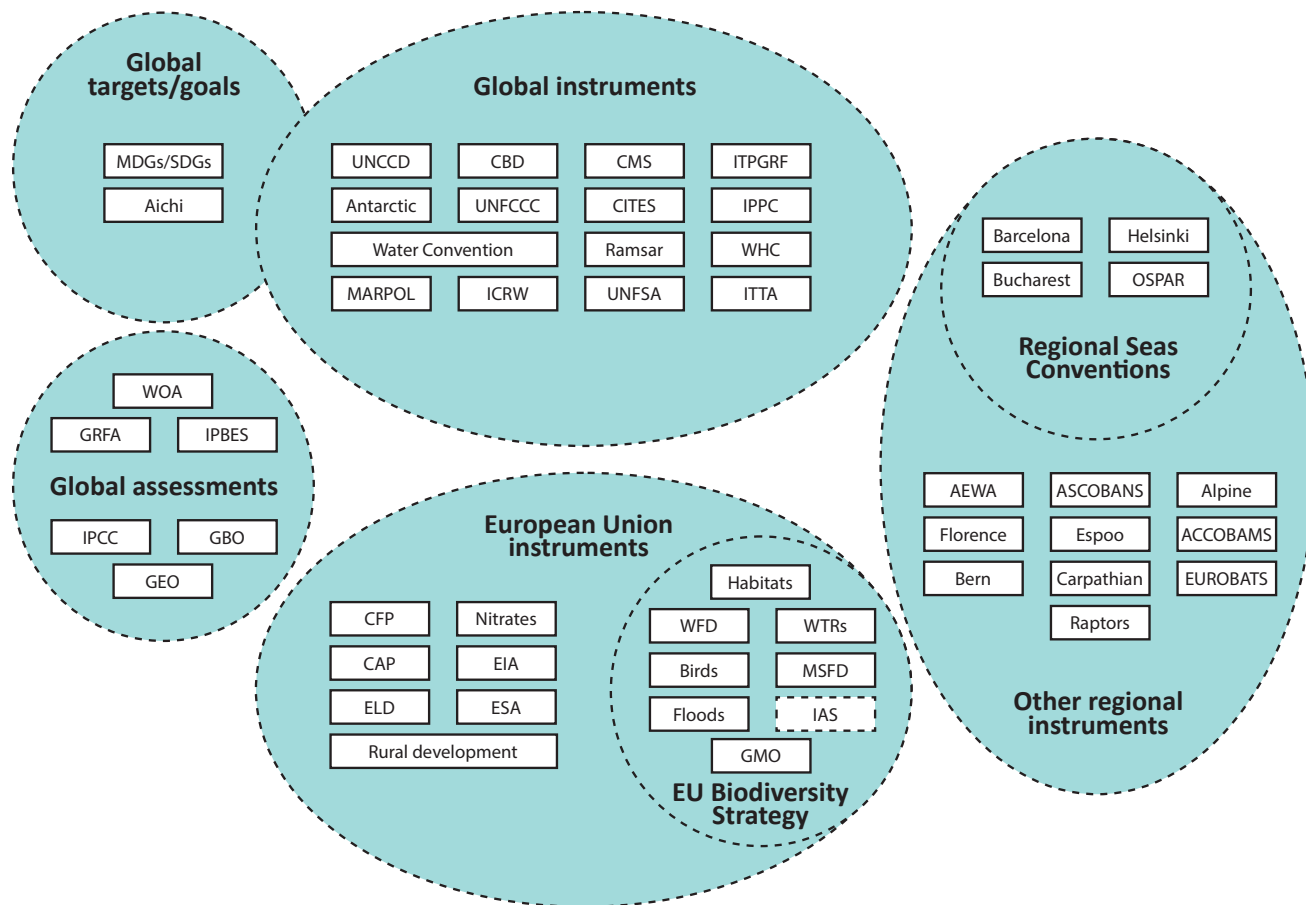 Global
targets/goals
MDGs/SDGs
Aichi
Global instruments
UNCCD
CBD
CMS
ITPGRF
Antarctic
UNFCCC
CITES
IPPC
Water Convention
Ramsar
WHC
MARPOL
ICRW
UNFSA
ITTA
Barcelona
Helsinki
Bucharest
OSPAR
Regional Seas
Conventions
AEWA
ASCOBANS
Alpine
Florence
Espoo
ACCOBAMS
Bern
Carpathian
EUROBATS
Raptors
Other regional
instruments
WOA
GRFA
IPBES
Global assessments
IPCC
GBO
GEO
European Union
instruments
CFP
Nitrates
CAP
EIA
ELD
ESA
Rural development
Habitats
WFD
WTRs
Birds
MSFD
Floods
IAS
GMO
EU Biodiversity
Strategy